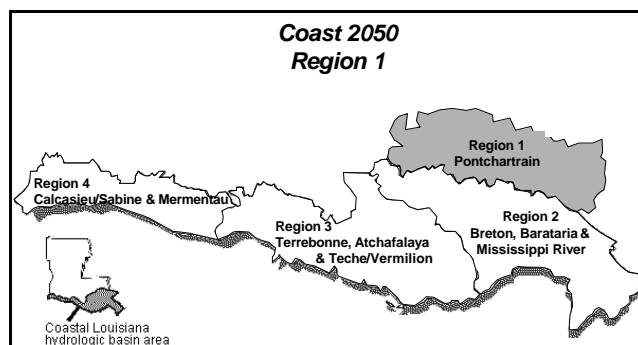 Coast 2050
Region 1
Region 1
Pontchartrain
Region 4
Calcasieu/Sabine & Mermentau
Region 3
Terrebonne, Atchafalaya
& Teche/Vermilion
Region 2
Breton, Barataria &
Mississippi River
Coastal Louisiana
hydrologic basin area